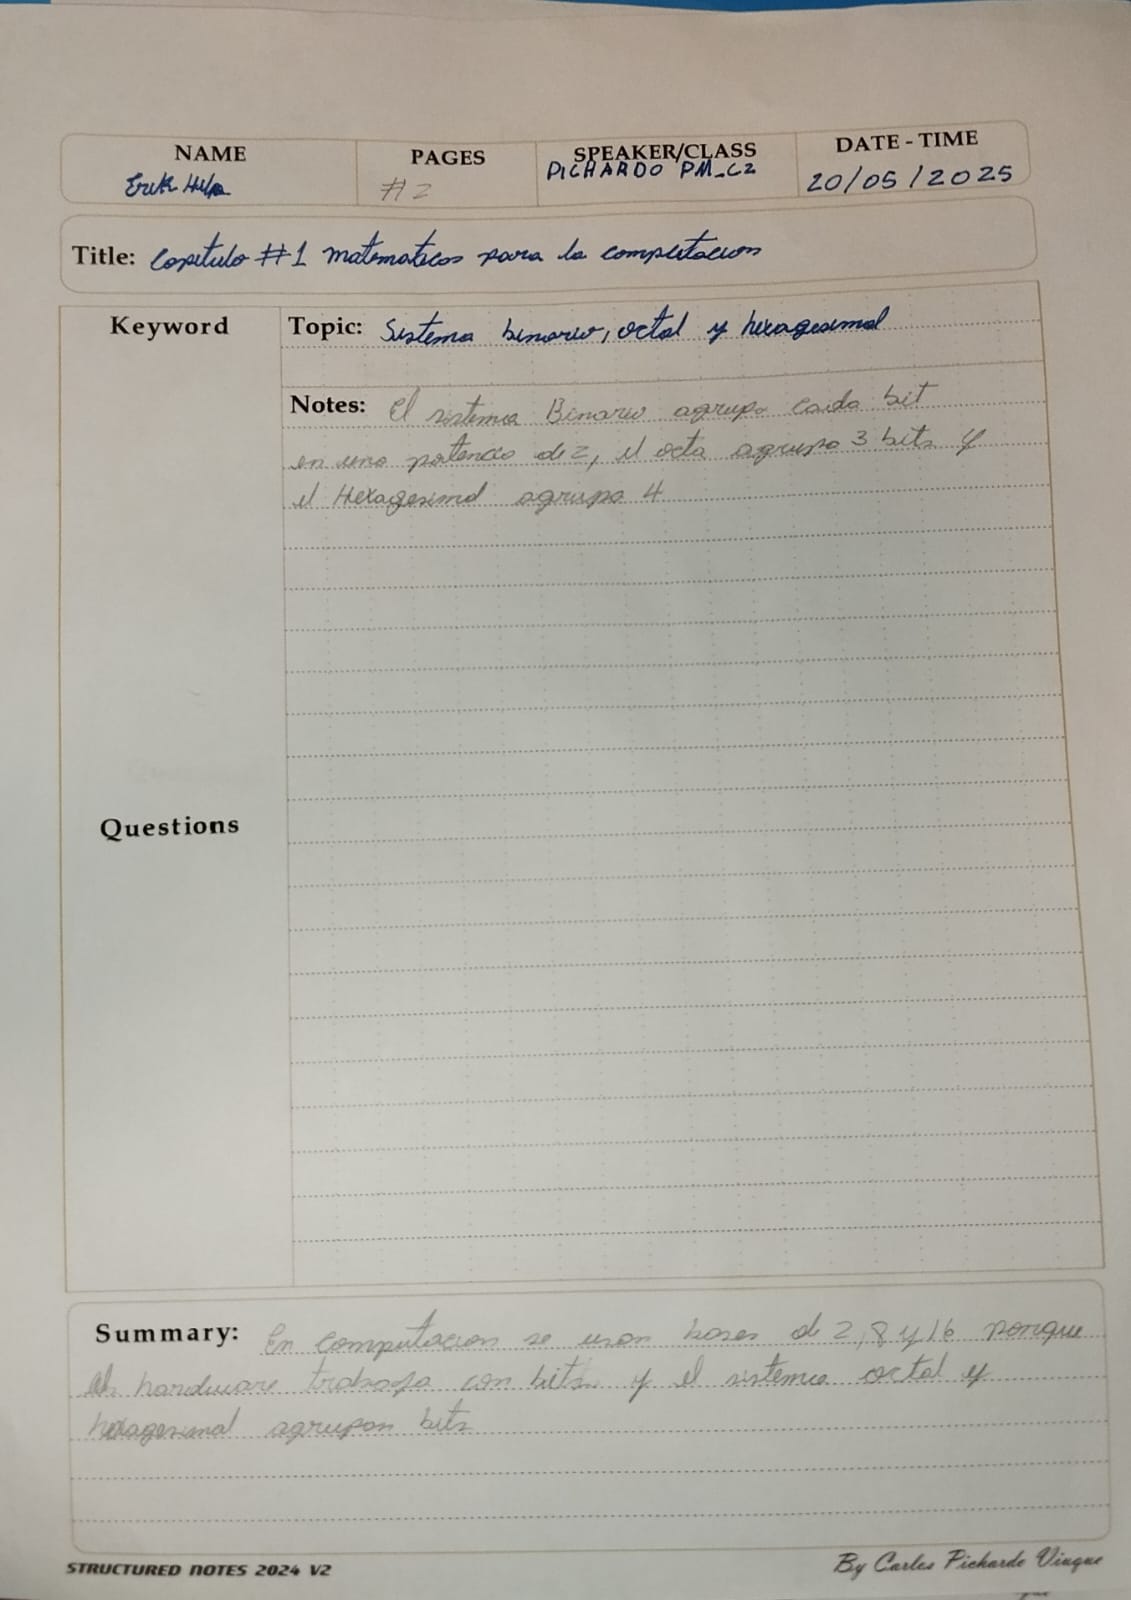 NAME
PAGES
SPEAKER/CLASS
DATE - TIME
Erik
#2
PICHARDO PM_C2
20/05/2025
Title: Capitulo #1 matematicas para la computacion
Keyword
Topic: Sistema binario, octal y hexagesimal
Notes: El sistema Binario agrupa cada bit
en una potencia de 2, el octa agrupa 3 bits y
el Hexagesimal agrupa 4
Questions
Summary: En computacion se usan bases de 2, 8 y 16 porque
el hardware trabaja con bits y el sistema octal y
hexagesimal agrupan bits
STRUCTURED NOTES 2024 V2
By Carlos Pichardo Viuque